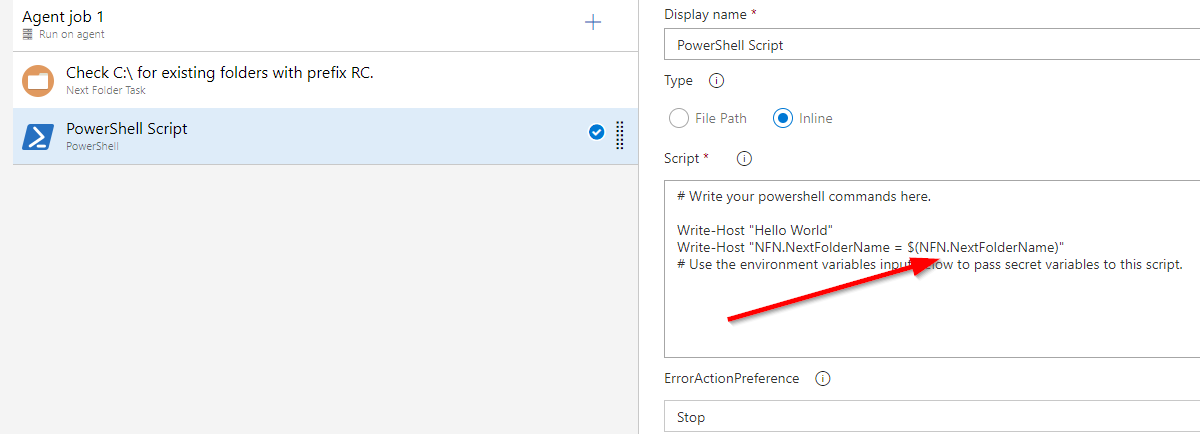 Agent job 1
Run on agent
Check C:\ for existing folders with prefix RC.
Next Folder Task
PowerShell Script
PowerShell
Display name *
PowerShell Script
Type
File Path Inline
Script *
# Write your powershell commands here.
Write-Host "Hello World"
Write-Host "NFN.NextFolderName = $(NFN.NextFolderName)"
# Use the environment variables input below to pass secret variables to this script.
ErrorActionPreference
Stop